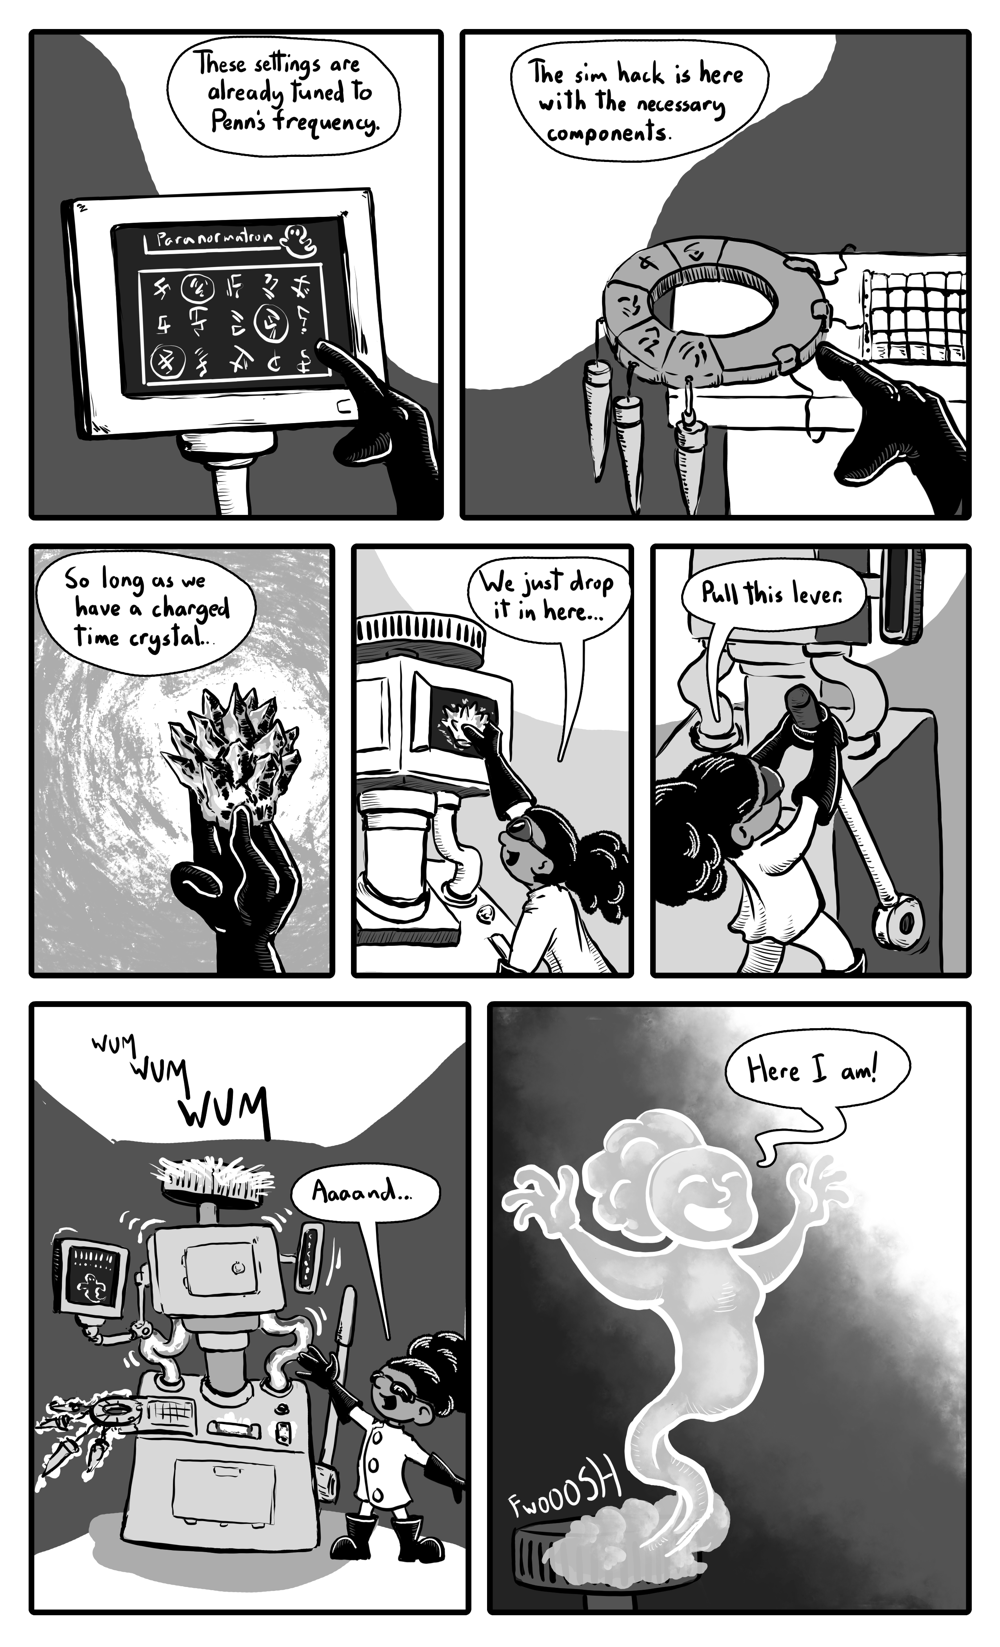 These settings are
already tuned to
Penn's frequency.
The sim hack is here
with the necessary
components.
Paranormatron
So long as we
have a charged
time crystal...
We just drop
it in here...
Pull this lever.
WUM
WUM
WUM
Aaaand...
Here I am!
FWOOOSH